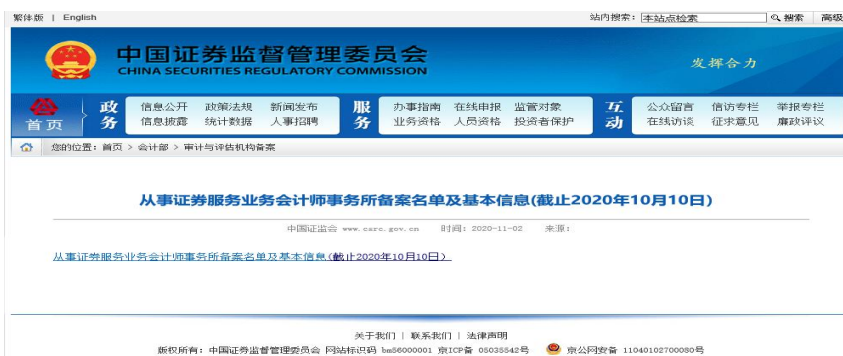 繁体版 | English 站内搜索: 本站点检索 搜索 高级
中国证券监督管理委员会
CHINA SECURITIES REGULATORY COMMISSION
发挥合力
首页 政务 信息公开 政策法规 新闻发布 服务 办事指南 在线申报 监管对象 互动 公众留言 信访专栏 举报专栏
信息披露 统计数据 人事招聘 业务资格 人员资格 投资者保护 在线访谈 征求意见 廉政评议
您的位置: 首页 > 会计部 > 审计与评估机构备案
从事证券服务业务会计师事务所备案名单及基本信息(截止2020年10月10日)
中国证监会 www.csrc.gov.cn 时间: 2020-11-02 来源:
从事证券服务业务会计师事务所备案名单及基本信息(截止2020年10月10日)
关于我们 | 联系我们 | 法律声明
版权所有: 中国证券监督管理委员会 网站标识码 bm56000001 京ICP备 05035542号 京公网安备 11040102700080号